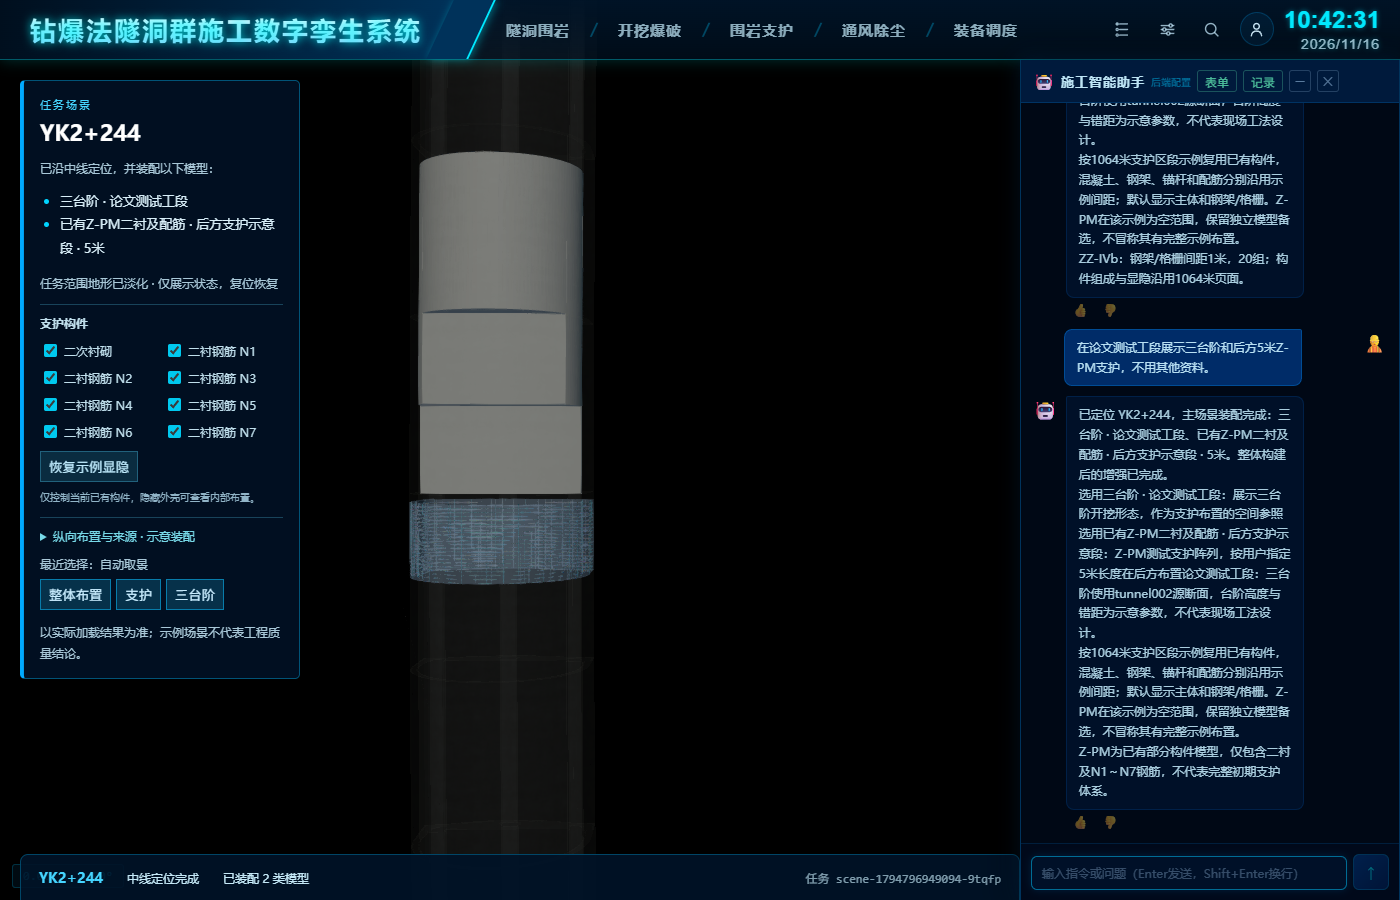 钻爆法隧洞群施工数字孪生系统
隧洞围岩 / 开挖爆破 / 围岩支护 / 通风除尘 / 装备调度
10:42:31
2026/11/16
任务场景
YK2+244
已沿中线定位，并装配以下模型：
三台阶 · 论文测试工段
已有Z-PM二衬及配筋 · 后方支护示意
段 · 5米
任务范围地形已淡化 · 仅展示状态，复位恢复
支护构件
二次衬砌 二衬钢筋 N1
二衬钢筋 N2 二衬钢筋 N3
二衬钢筋 N4 二衬钢筋 N5
二衬钢筋 N6 二衬钢筋 N7
恢复示例显隐
仅控制当前已有构件，隐藏外壳可查看内部布置。
纵向布置与来源 · 示意装配
最近选择：自动取景
整体布置 支护 三台阶
以实际加载结果为准；示例场景不代表工程质
量结论。
施工智能助手 后端配置 表单 记录
与错距为示意参数，不代表现场工法设
计。
按1064米支护区段示例复用已有构件，
混凝土、钢架、锚杆和配筋分别沿用示
例间距；默认显示主体和钢架/格栅。Z-
PM在该示例为空范围，保留独立模型备
选，不冒称其有完整示例布置。
ZZ-IVb：钢架/格栅间距1米，20组；构
件组成与显隐沿用1064米页面。
在论文测试工段展示三台阶和后方5米Z-
PM支护，不用其他资料。
已定位 YK2+244，主场景装配完成：三
台阶 · 论文测试工段、已有Z-PM二衬及
配筋 · 后方支护示意段 · 5米。整体构建
后的增强已完成。
选用三台阶 · 论文测试工段：展示三台
阶开挖形态，作为支护布置的空间参照
选用已有Z-PM二衬及配筋 · 后方支护示
意段：Z-PM测试支护阵列，按用户指定
5米长度在后方布置论文测试工段：三台
阶使用tunnel002源断面，台阶高度与
错距为示意参数，不代表现场工法设
计。
按1064米支护区段示例复用已有构件，
混凝土、钢架、锚杆和配筋分别沿用示
例间距；默认显示主体和钢架/格栅。Z-
PM在该示例为空范围，保留独立模型备
选，不冒称其有完整示例布置。
Z-PM为已有部分构件模型，仅包含二衬
及N1～N7钢筋，不代表完整初期支护
体系。
输入指令或问题（Enter发送，Shift+Enter换行）
YK2+244 中线定位完成 已装配 2 类模型 任务 scene-1794796949094-9tqfp